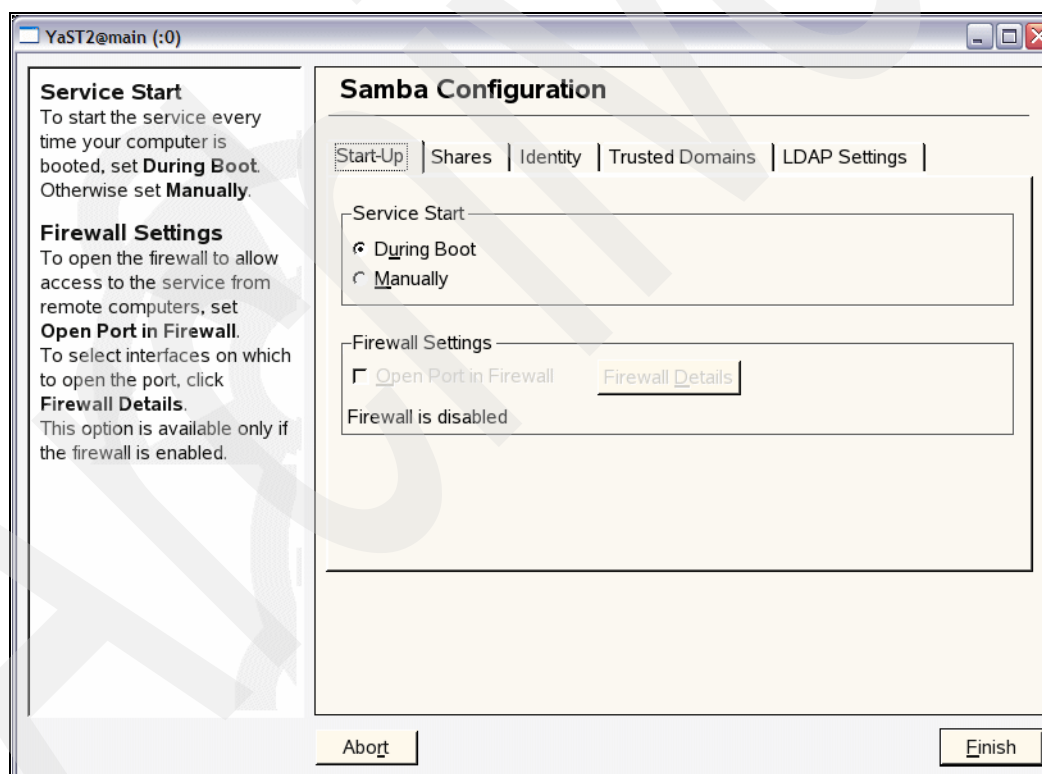 YaST2@main (:0)
Service Start
To start the service every
time your computer is
booted, set During Boot.
Otherwise set Manually.
Firewall Settings
To open the firewall to allow
access to the service from
remote computers, set
Open Port in Firewall.
To select interfaces on which
to open the port, click
Firewall Details.
This option is available only if
the firewall is enabled.
Samba Configuration
Start-Up Shares Identity Trusted Domains LDAP Settings
Service Start
During Boot
Manually
Firewall Settings
Open Port in Firewall Firewall Details
Firewall is disabled
Abort Finish